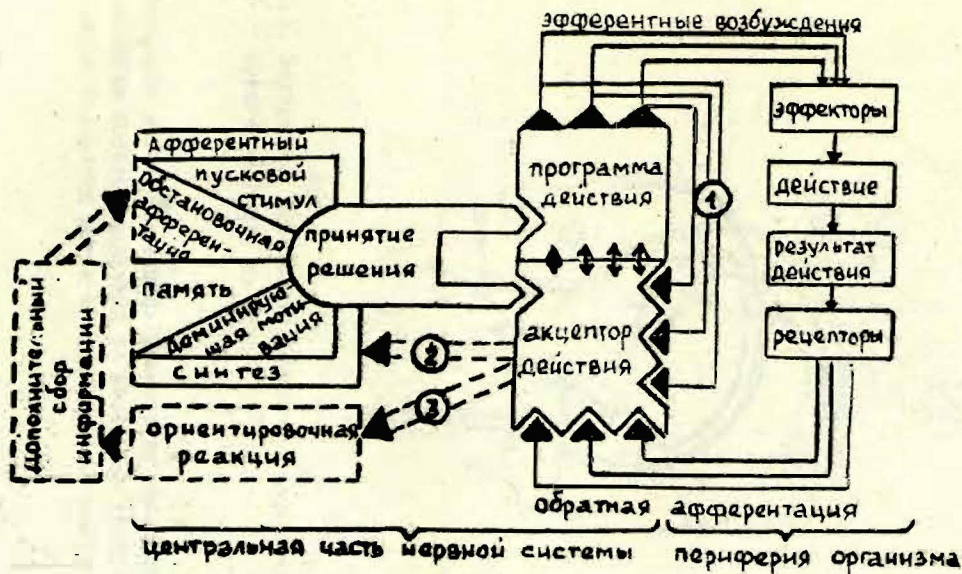 эфферентные возбуждения
эффекторы
действие
результат
действия
рецепторы
афферентный
пусковой
стимул
обстановочная
афферен-
тация
память
доминирую-
щая моти-
вация
синтез
принятие
решения
программа
действия
акцептор
действия
1
2
3
дополнительный
сбор
информации
ориентировочная
реакция
обратная афферентация
центральная часть нервной системы
периферия организма